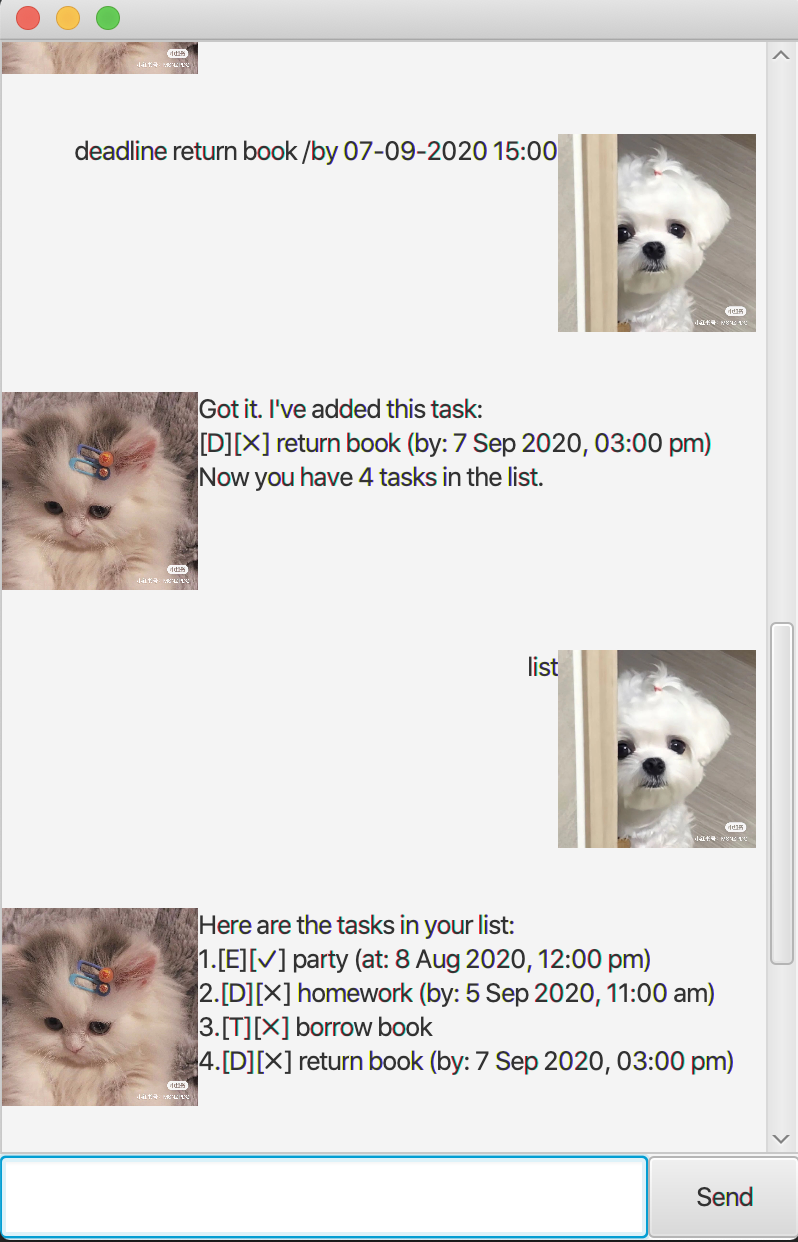 deadline return book /by 07-09-2020 15:00
Got it. I've added this task:
[D][✕] return book (by: 7 Sep 2020, 03:00 pm)
Now you have 4 tasks in the list.
list
Here are the tasks in your list:
1.[E][✓] party (at: 8 Aug 2020, 12:00 pm)
2.[D][✕] homework (by: 5 Sep 2020, 11:00 am)
3.[T][✕] borrow book
4.[D][✕] return book (by: 7 Sep 2020, 03:00 pm)
Send